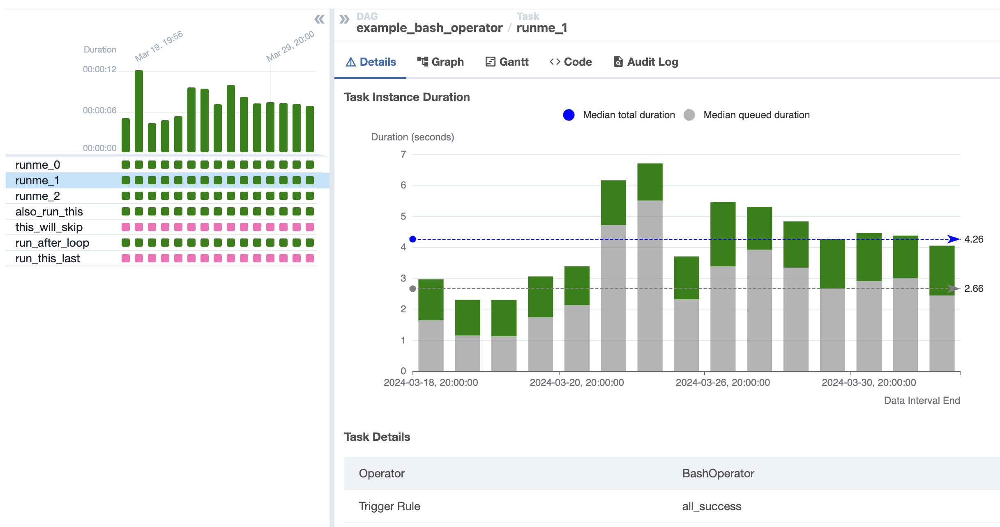 DAG
example_bash_operator
/
Task
runme_1
Details
Graph
Gantt
Code
Audit Log
Duration
Mar 19, 19:56
Mar 29, 20:00
00:00:12
00:00:06
00:00:00
runme_0
runme_1
runme_2
also_run_this
this_will_skip
run_after_loop
run_this_last
Task Instance Duration
Median total duration
Median queued duration
Duration (seconds)
7
6
5
4
3
2
1
0
4.26
2.66
2024-03-18, 20:00:00
2024-03-20, 20:00:00
2024-03-26, 20:00:00
2024-03-30, 20:00:00
Data Interval End
Task Details
Operator
BashOperator
Trigger Rule
all_success